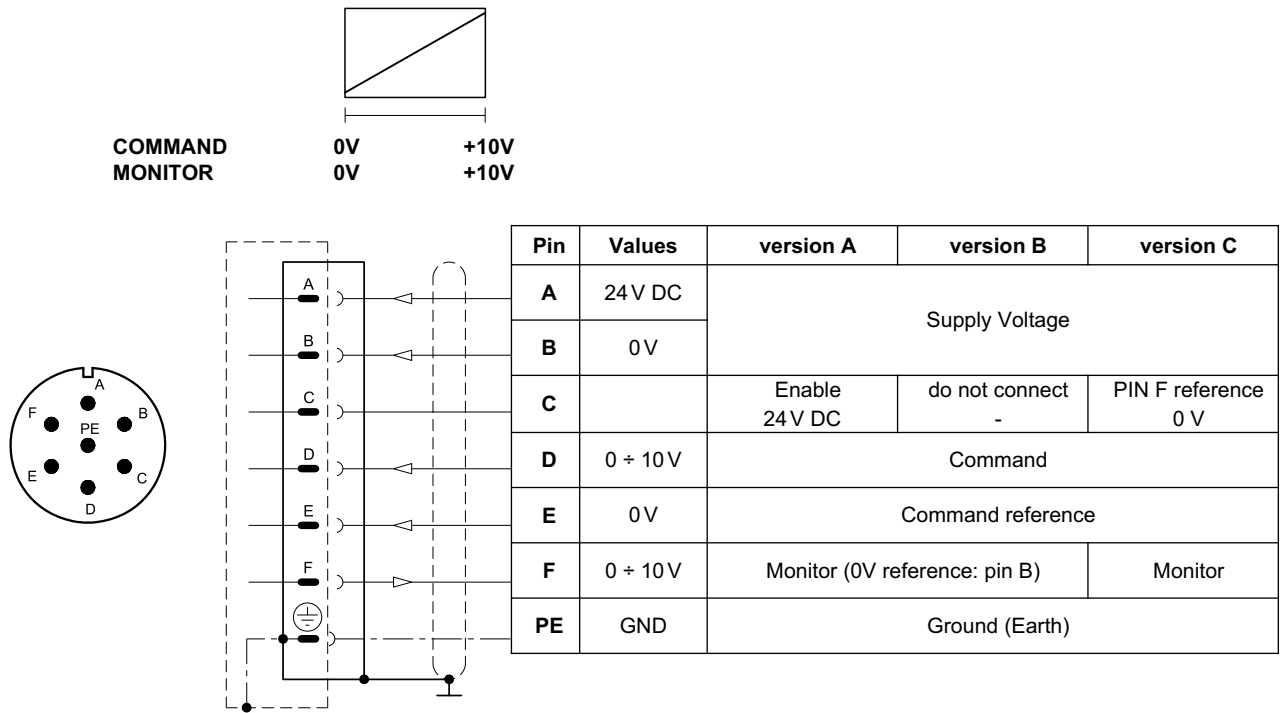 COMMAND 0V +10V
MONITOR 0V +10V
Pin Values version A version B version C
A 24 V DC Supply Voltage
B 0 V
C Enable do not connect PIN F reference
24 V DC - 0 V
D 0 ÷ 10 V Command
E 0 V Command reference
F 0 ÷ 10 V Monitor (0V reference: pin B) Monitor
PE GND Ground (Earth)
A
B
C
D
E
F
A
F B
PE
E C
D